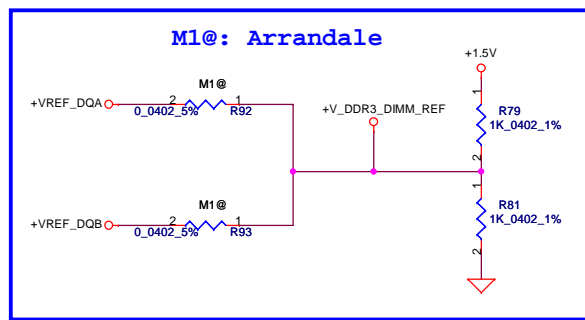 M1@: Arrandale
+1.5V
1
R79
1K_0402_1%
2
+V_DDR3_DIMM_REF
+VREF_DQA
2
M1@
1
0_0402_5%
R92
1
R81
1K_0402_1%
2
+VREF_DQB
2
M1@
1
0_0402_5%
R93